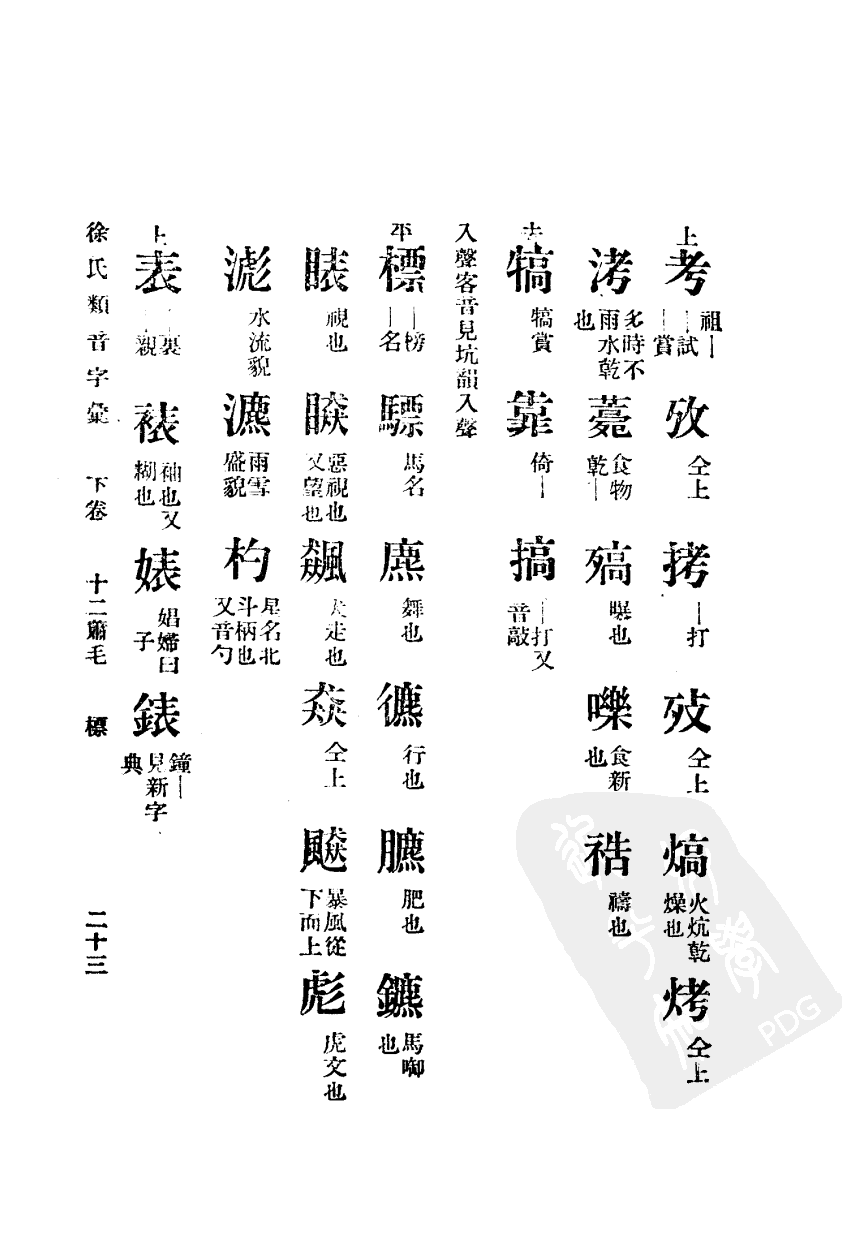 上 考 祖｜｜試｜賞 攷 仝上 拷 ｜打 攷 仝上 熇 火炕乾燥也 烤 仝上
洘 多時不雨水乾也 薧 食物乾｜ 㱠 曝也 嚛 食新也 祰 禱也
去 犒 犒賞 靠 倚｜ 搞 ｜打又音敲
入聲客音見坑韻入聲
平 標 ｜榜｜名 驃 馬名 麃 舞也 儦 行也 臕 肥也 鑣 馬啣也
䁭 視也 𥋜 惡視也又望也 飆 犬走也 猋 仝上 飇 暴風從下而上 彪 虎文也
滮 水流貌 瀌 雨雪盛貌 杓 星名北斗柄也又音勺
上 表 ｜裏｜親 裱 袖也又糊也 婊 娼婦曰子 錶 鐘｜見新字典
徐氏類音字彙 下卷 十二蕭毛 標 二十三
PDG